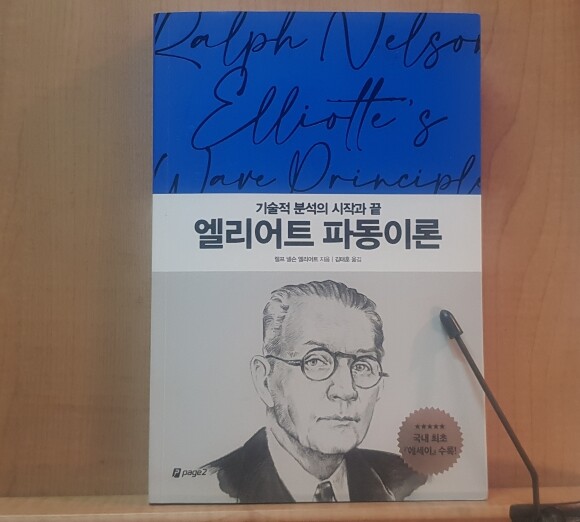 Ralph Nelson
Elliotte's
Wave Principle
기술적 분석의 시작과 끝
엘리어트 파동이론
랠프 넬슨 엘리어트 지음 | 김태훈 옮김
★★★★★
국내 최초
『에세이』 수록!
P page2